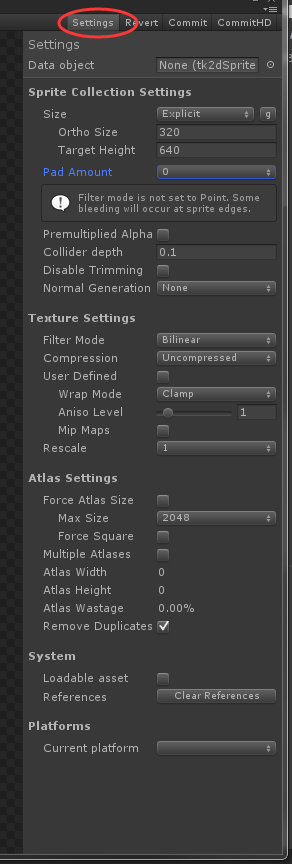 Settings Revert Commit CommitHD
Settings
Data object None (tk2dSprite
Sprite Collection Settings
Size Explicit g
Ortho Size 320
Target Height 640
Pad Amount 0
Filter mode is not set to Point. Some
bleeding will occur at sprite edges.
Premultiplied Alpha
Collider depth 0.1
Disable Trimming
Normal Generation None
Texture Settings
Filter Mode Bilinear
Compression Uncompressed
User Defined
Wrap Mode Clamp
Aniso Level 1
Mip Maps
Rescale 1
Atlas Settings
Force Atlas Size
Max Size 2048
Force Square
Multiple Atlases
Atlas Width 0
Atlas Height 0
Atlas Wastage 0.00%
Remove Duplicates
System
Loadable asset
References Clear References
Platforms
Current platform